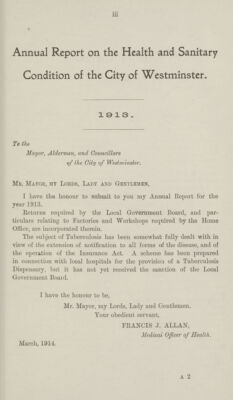 iii
Annual Report on the Health and Sanitary
Condition of the City of Westminster.
1913.
To the
Mayor, Aldermen, and Councillors
of the City of Westminster.
Mr. Mayor, my Lords, Lady and Gentlemen,
I have the honour to submit to you my Annual Report for the
year 1913.
Returns required by the Local Government Board, and par-
ticulars relating to Factories and Workshops required by the Home
Office, are incorporated therein.
The subject of Tuberculosis has been somewhat fully dealt with in
view of the extension of notification to all forms of the disease, and of
the operation of the Insurance Act. A scheme has been prepared
in connection with local hospitals for the provision of a Tuberculosis
Dispensary, but it has not yet received the sanction of the Local
Government Board.
I have the honour to be,
Mr. Mayor, my Lords, Lady and Gentlemen,
Your obedient servant,
FRANCIS J. ALLAN,
Medical Officer of Health.
March, 1914.
A 2